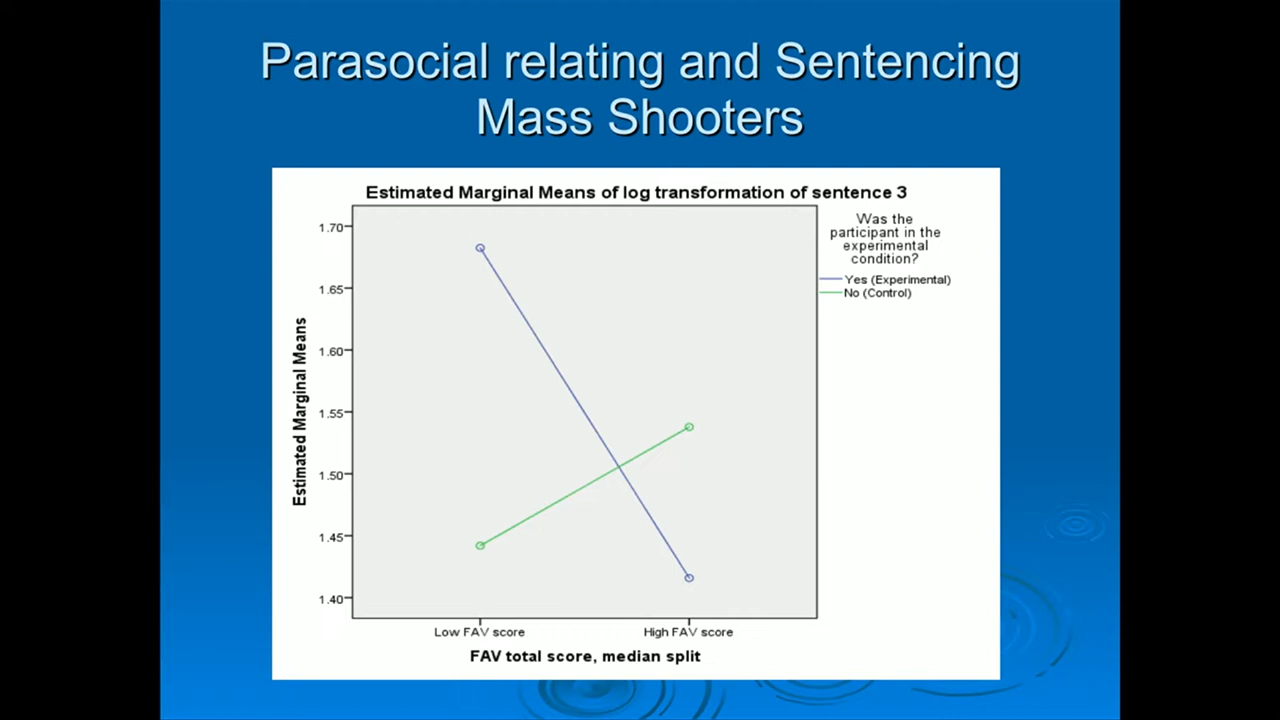 Parasocial relating and Sentencing
Mass Shooters
Estimated Marginal Means of log transformation of sentence 3
Was the
participant in the
experimental
condition?
Yes (Experimental)
No (Control)
Estimated Marginal Means
1.70
1.65
1.60
1.55
1.50
1.45
1.40
Low FAV score
High FAV score
FAV total score, median split